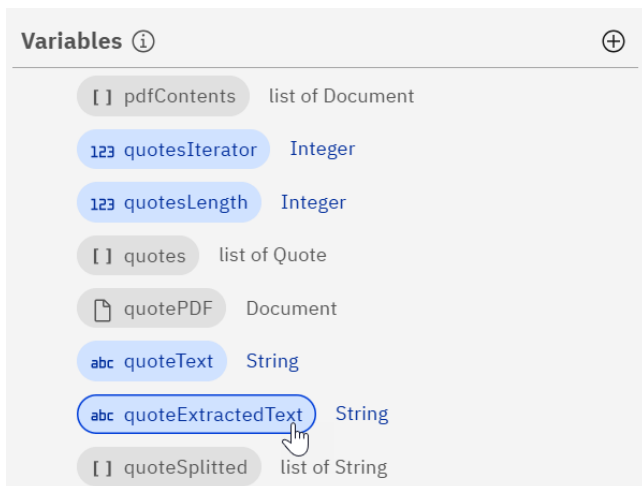 Variables
[ ] pdfContents list of Document
123 quotesIterator Integer
123 quotesLength Integer
[ ] quotes list of Quote
quotePDF Document
abc quoteText String
abc quoteExtractedText String
[ ] quoteSplitted list of String